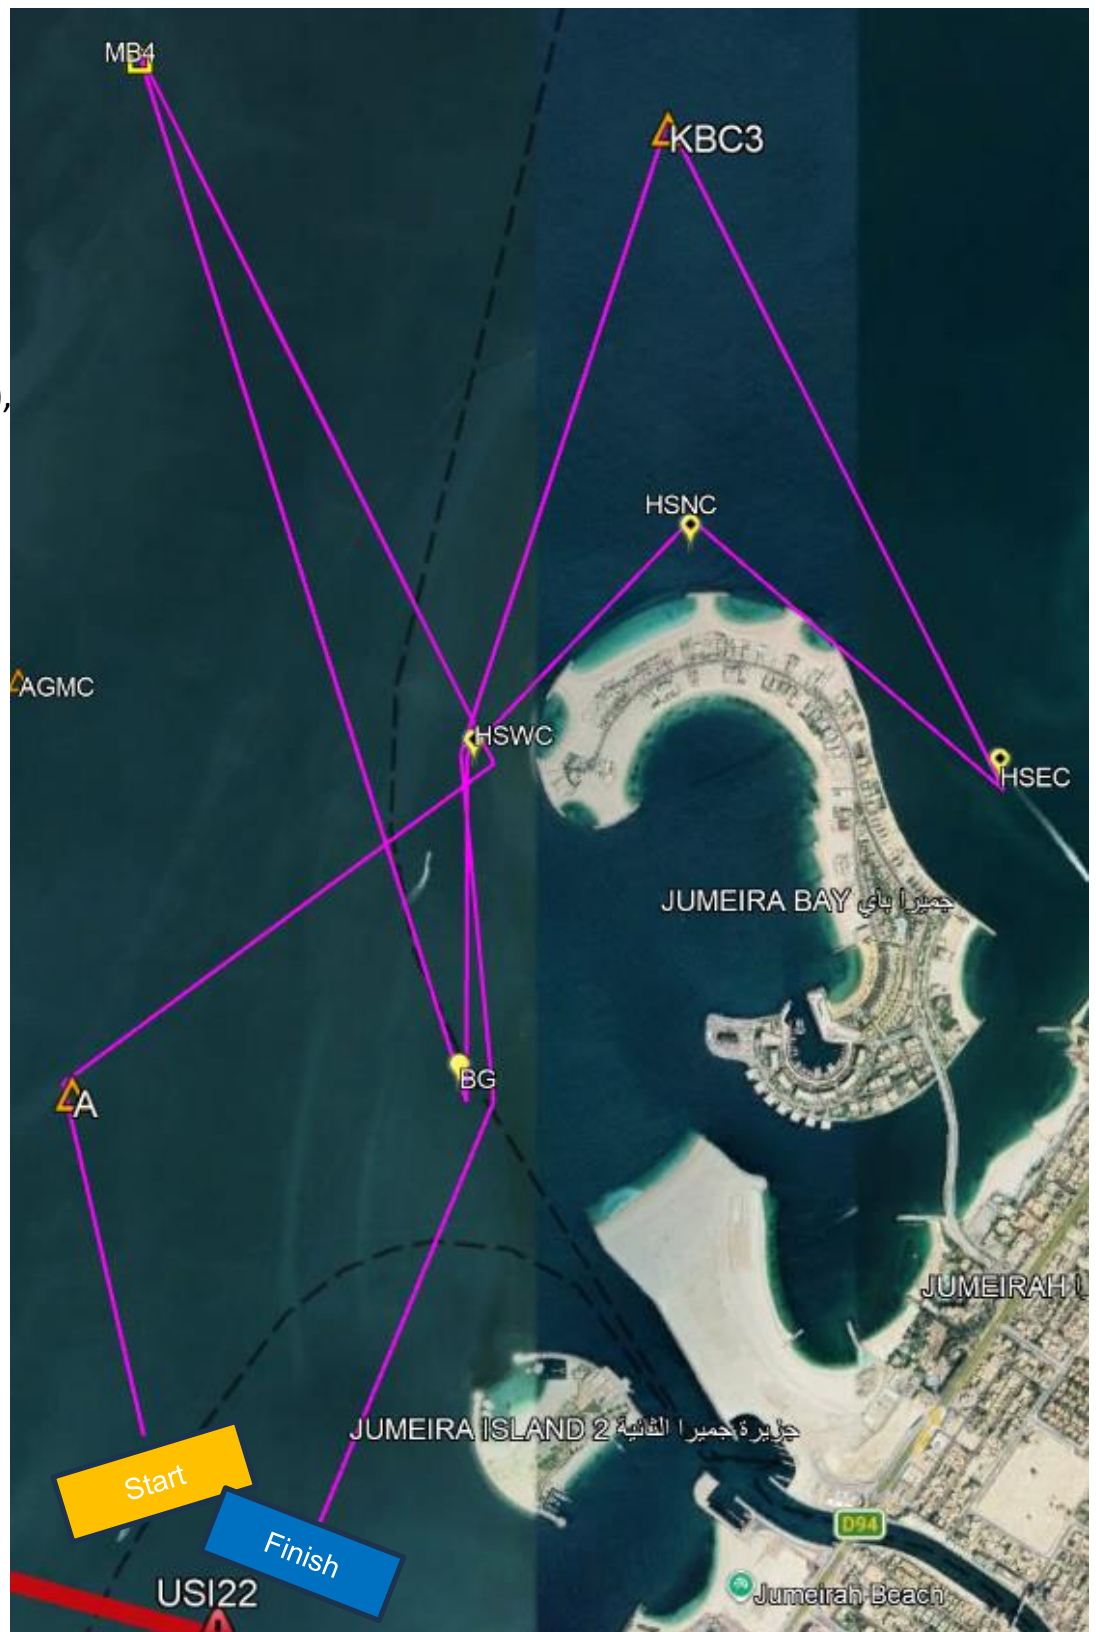 MB4
KBC3
),
HSNC
AGMC
HSWC
HSEC
JUMEIRA BAY جميرا باي
BG
A
JUMEIRAH
JUMEIRA ISLAND 2 جزيرة جميرا الثانية
Start
D94
Finish
USI22
Jumeirah Beach